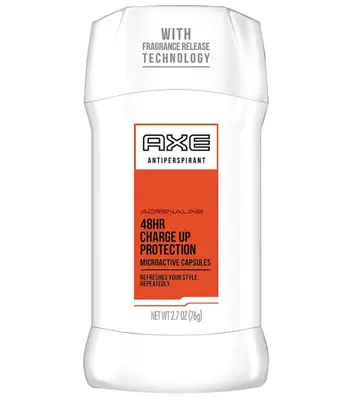 WITH
FRAGRANCE RELEASE
TECHNOLOGY
AXE
ANTIPERSPIRANT
ADRENALINE
48HR
CHARGE UP
PROTECTION
MICROACTIVE CAPSULES
REFRESHES YOUR STYLE
REPEATEDLY.
NET WT 2.7 OZ (76g)